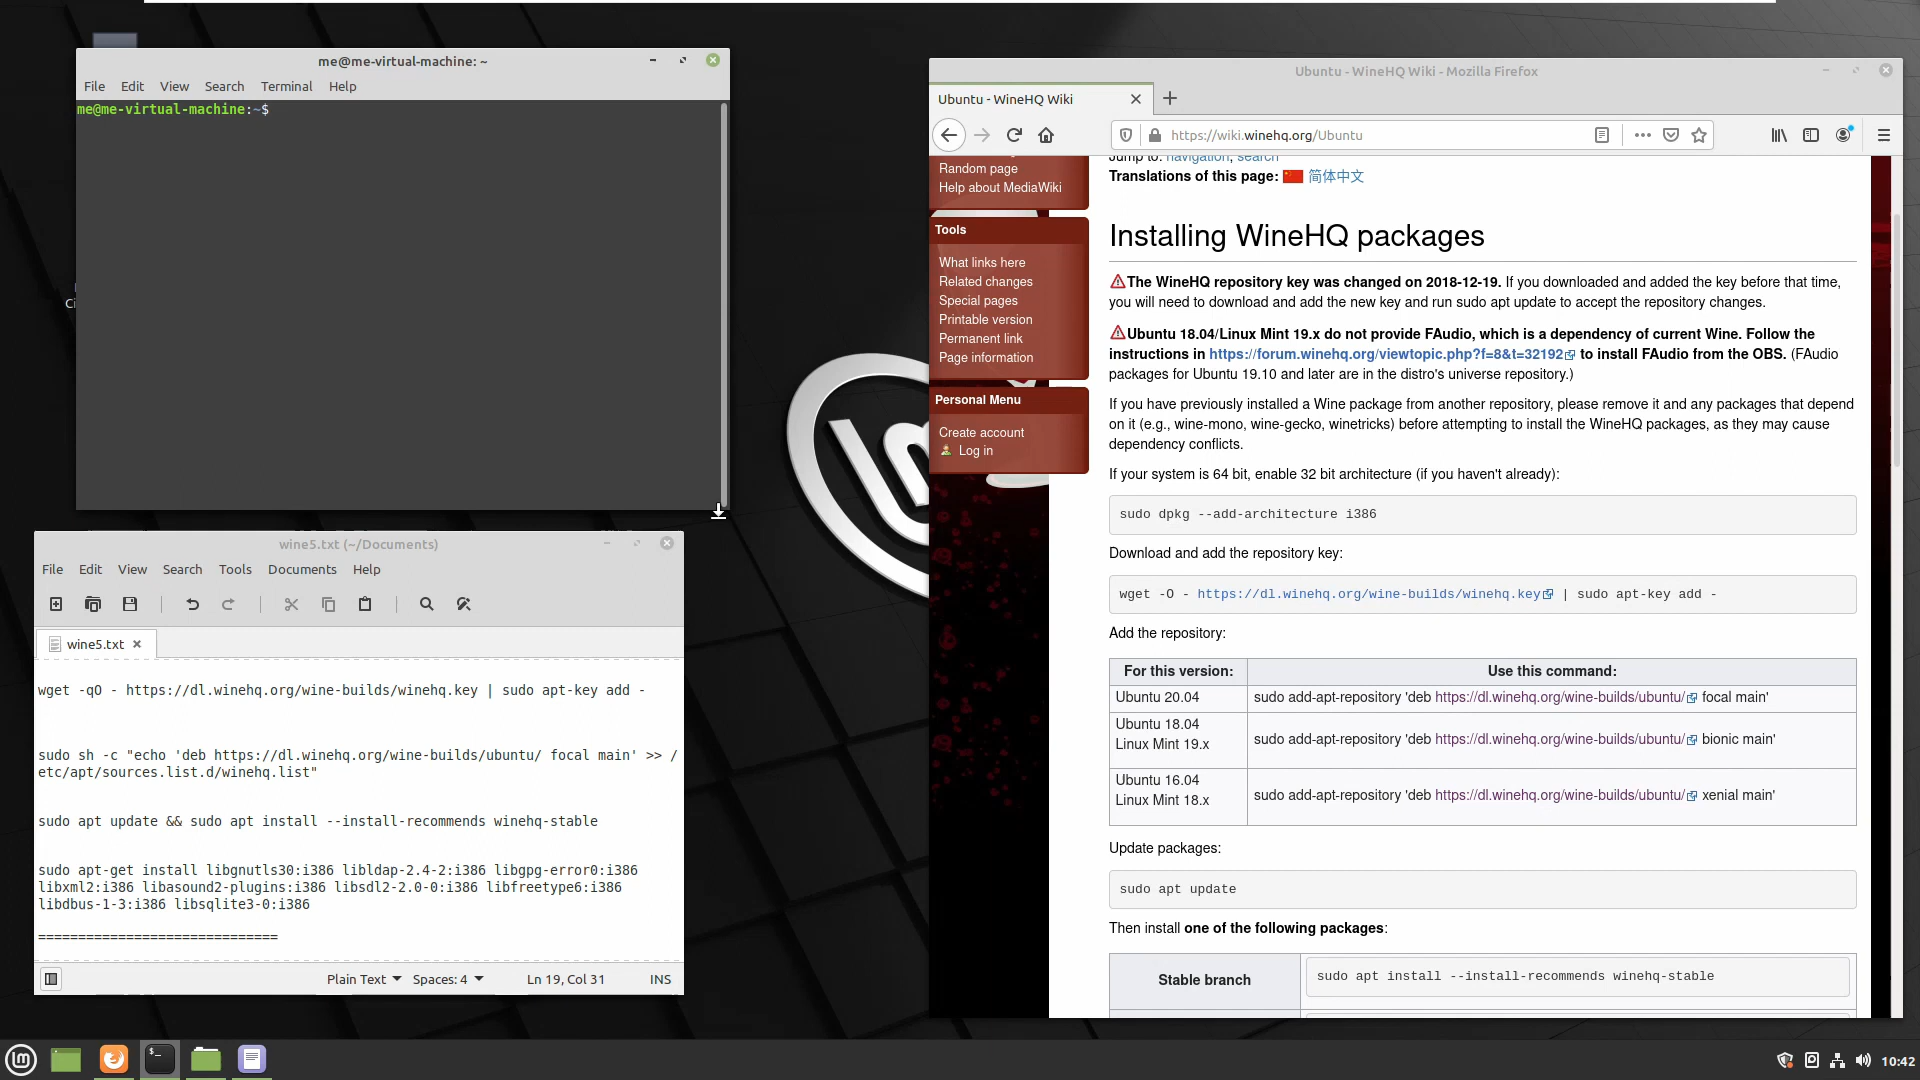 me@me-virtual-machine: ~
File Edit View Search Terminal Help
me@me-virtual-machine:~$
Ci
wine5.txt (~/Documents)
File Edit View Search Tools Documents Help
wine5.txt
wget -qO - https://dl.winehq.org/wine-builds/winehq.key | sudo apt-key add -
sudo sh -c "echo 'deb https://dl.winehq.org/wine-builds/ubuntu/ focal main' >> /
etc/apt/sources.list.d/winehq.list"
sudo apt update && sudo apt install --install-recommends winehq-stable
sudo apt-get install libgnutls30:i386 libldap-2.4-2:i386 libgpg-error0:i386
libxml2:i386 libasound2-plugins:i386 libsdl2-2.0-0:i386 libfreetype6:i386
libdbus-1-3:i386 libsqlite3-0:i386
==============================
Plain Text Spaces: 4 Ln 19, Col 31 INS
Ubuntu - WineHQ Wiki - Mozilla Firefox
Ubuntu - WineHQ Wiki
https://wiki.winehq.org/Ubuntu
Random page
Help about MediaWiki
Tools
What links here
Related changes
Special pages
Printable version
Permanent link
Page information
Personal Menu
Create account
Log in
Jump to: navigation, search
Translations of this page: 简体中文
Installing WineHQ packages
The WineHQ repository key was changed on 2018-12-19. If you downloaded and added the key before that time,
you will need to download and add the new key and run sudo apt update to accept the repository changes.
Ubuntu 18.04/Linux Mint 19.x do not provide FAudio, which is a dependency of current Wine. Follow the
instructions in https://forum.winehq.org/viewtopic.php?f=8&t=32192 to install FAudio from the OBS. (FAudio
packages for Ubuntu 19.10 and later are in the distro's universe repository.)
If you have previously installed a Wine package from another repository, please remove it and any packages that depend
on it (e.g., wine-mono, wine-gecko, winetricks) before attempting to install the WineHQ packages, as they may cause
dependency conflicts.
If your system is 64 bit, enable 32 bit architecture (if you haven't already):
sudo dpkg --add-architecture i386
Download and add the repository key:
wget -O - https://dl.winehq.org/wine-builds/winehq.key | sudo apt-key add -
Add the repository:
For this version: Use this command:
Ubuntu 20.04 sudo add-apt-repository 'deb https://dl.winehq.org/wine-builds/ubuntu/ focal main'
Ubuntu 18.04
Linux Mint 19.x
sudo add-apt-repository 'deb https://dl.winehq.org/wine-builds/ubuntu/ bionic main'
Ubuntu 16.04
Linux Mint 18.x
sudo add-apt-repository 'deb https://dl.winehq.org/wine-builds/ubuntu/ xenial main'
Update packages:
sudo apt update
Then install one of the following packages:
Stable branch sudo apt install --install-recommends winehq-stable
10:42